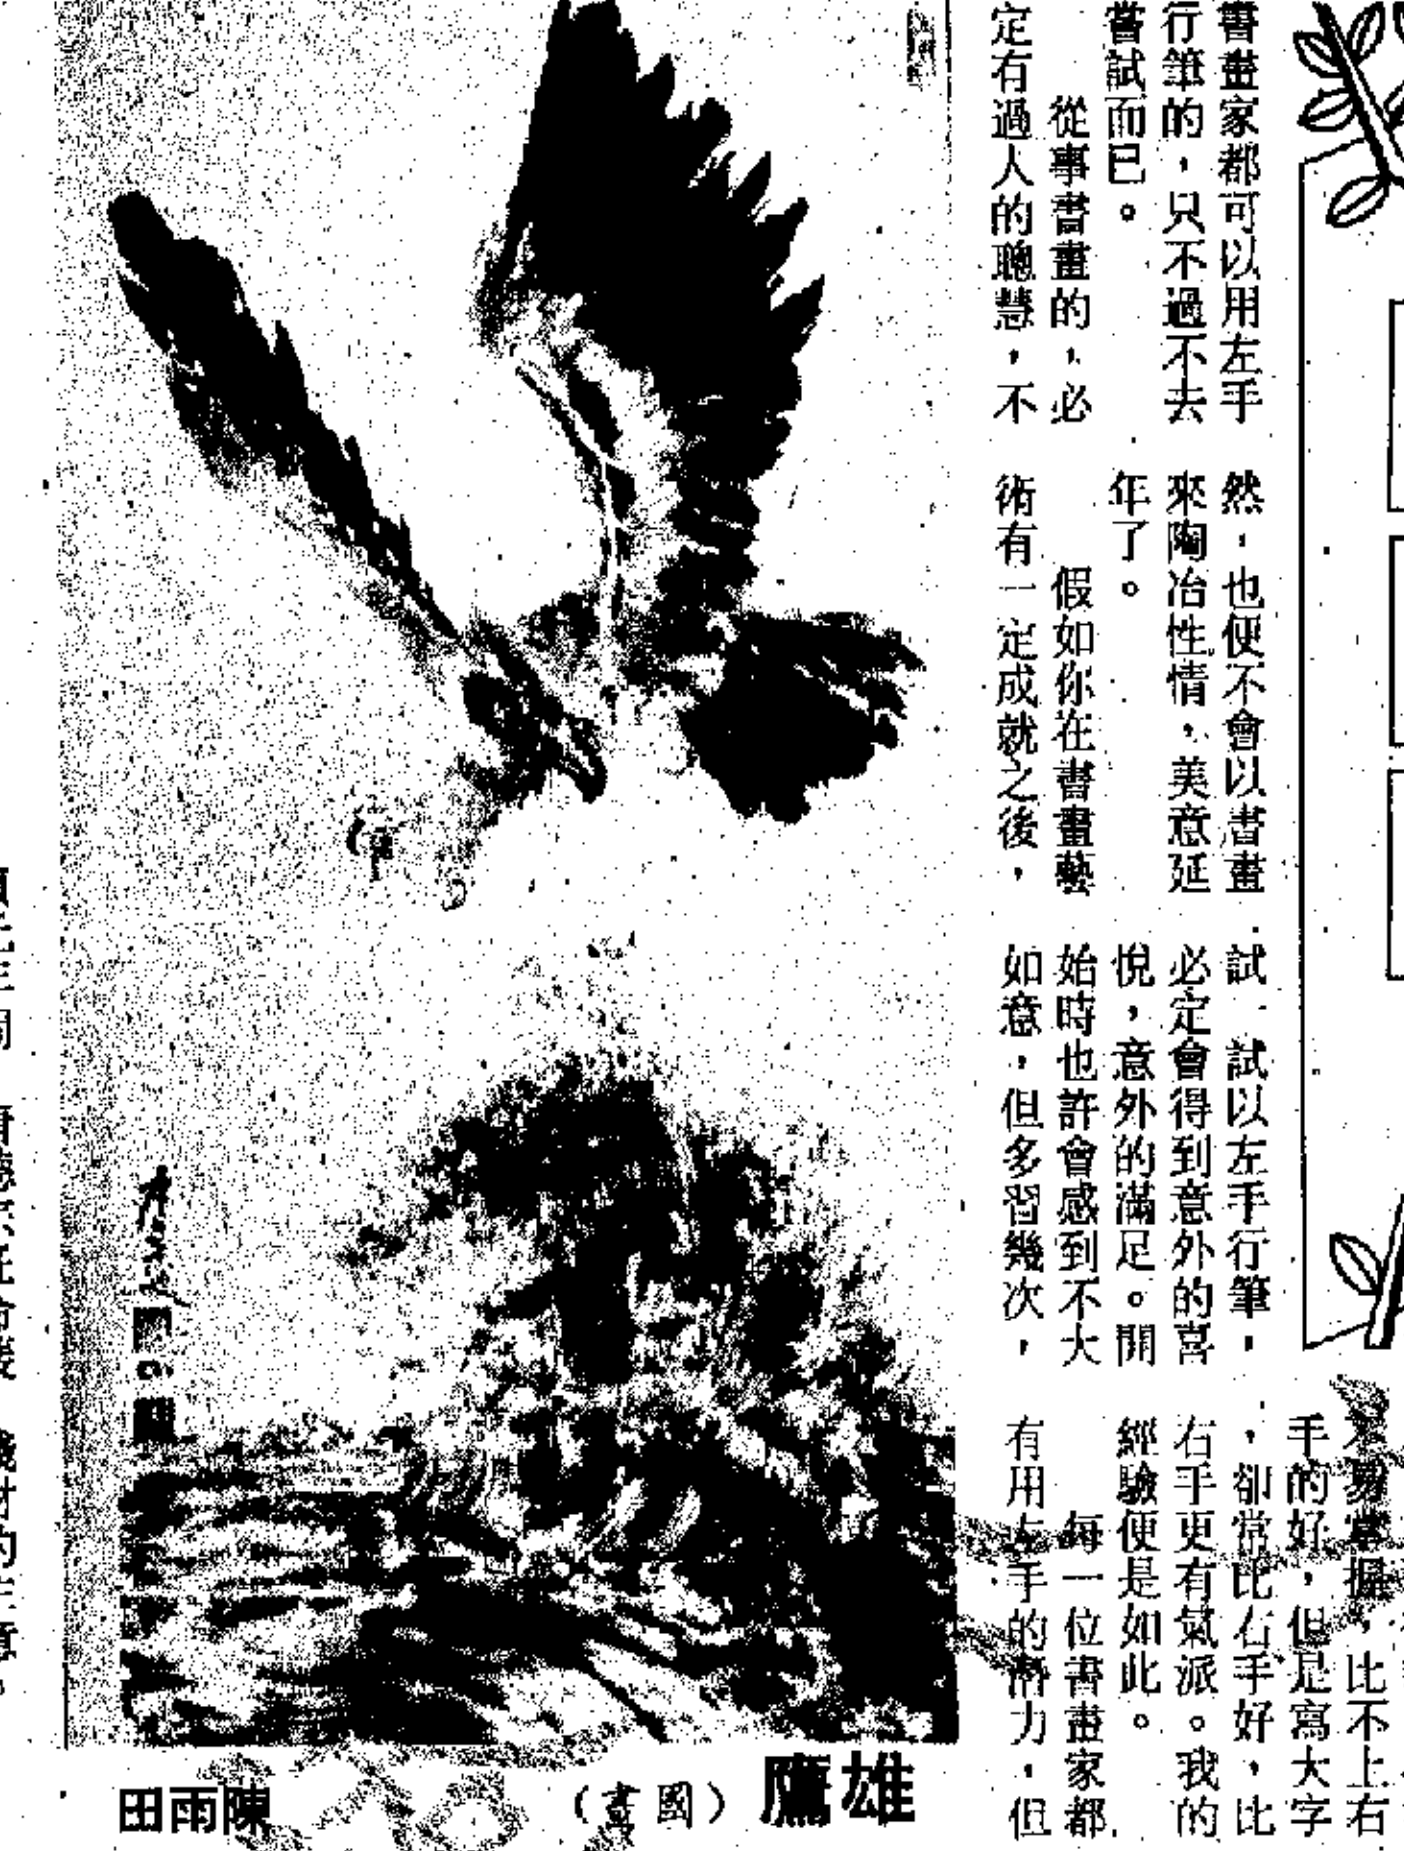 書畫家都可以用左手
行筆的，只不過不去
嘗試而已。
從事書畫的，必
定有過人的聰慧，不
然，也便不會以書畫
來陶冶性情，美意延
年了。
假如你在書畫藝
術有一定成就之後，
試一試以左手行筆，
必定會得到意外的喜
悅，意外的滿足。開
始時也許會感到不大
如意，但多習幾次，
不易掌握，比不上右
手的好，但是寫大字
，卻常比右手好，比
右手更有氣派。我的
經驗便是如此。
每一位書畫家都
有用左手的潛力，但
雄鷹（國畫）
陳雨田